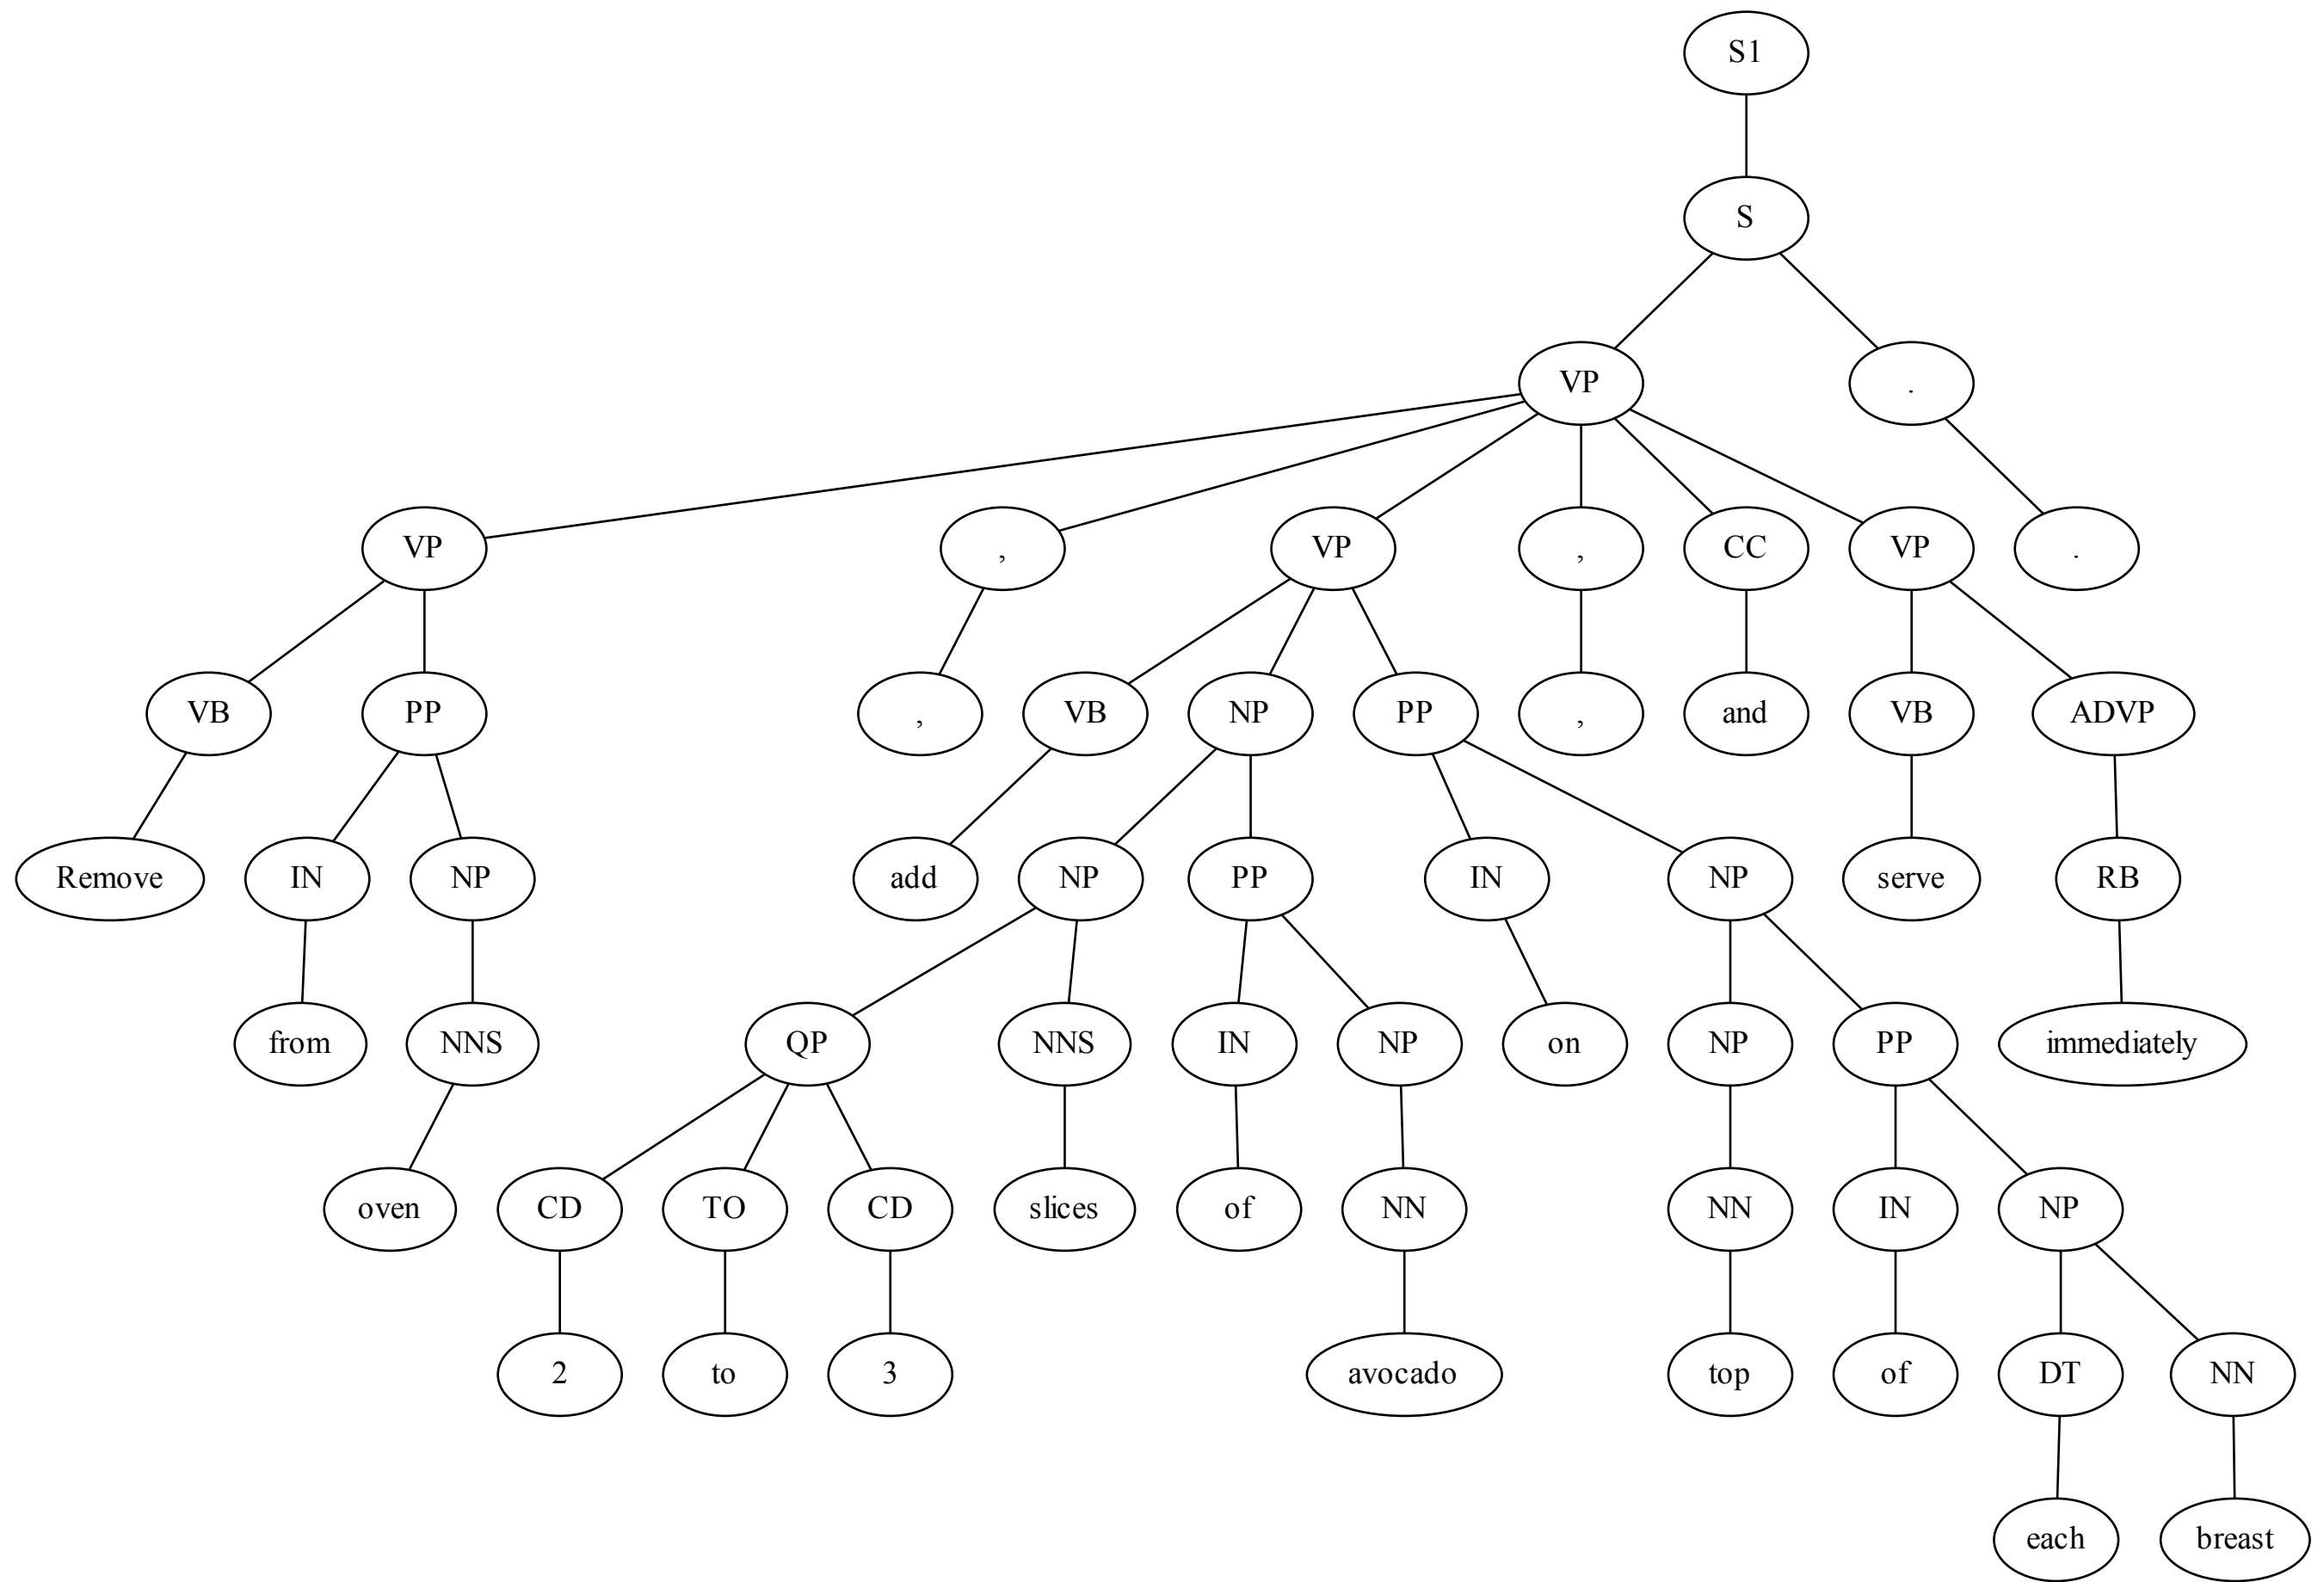 S1
S
VP .
VP , VP , CC VP .
VB PP , VB NP PP , and VB ADVP
Remove IN NP add NP PP IN NP serve RB
from NNS QP NNS IN NP on NP PP immediately
oven CD TO CD slices of NN NN IN NP
2 to 3 avocado top of DT NN
each breast